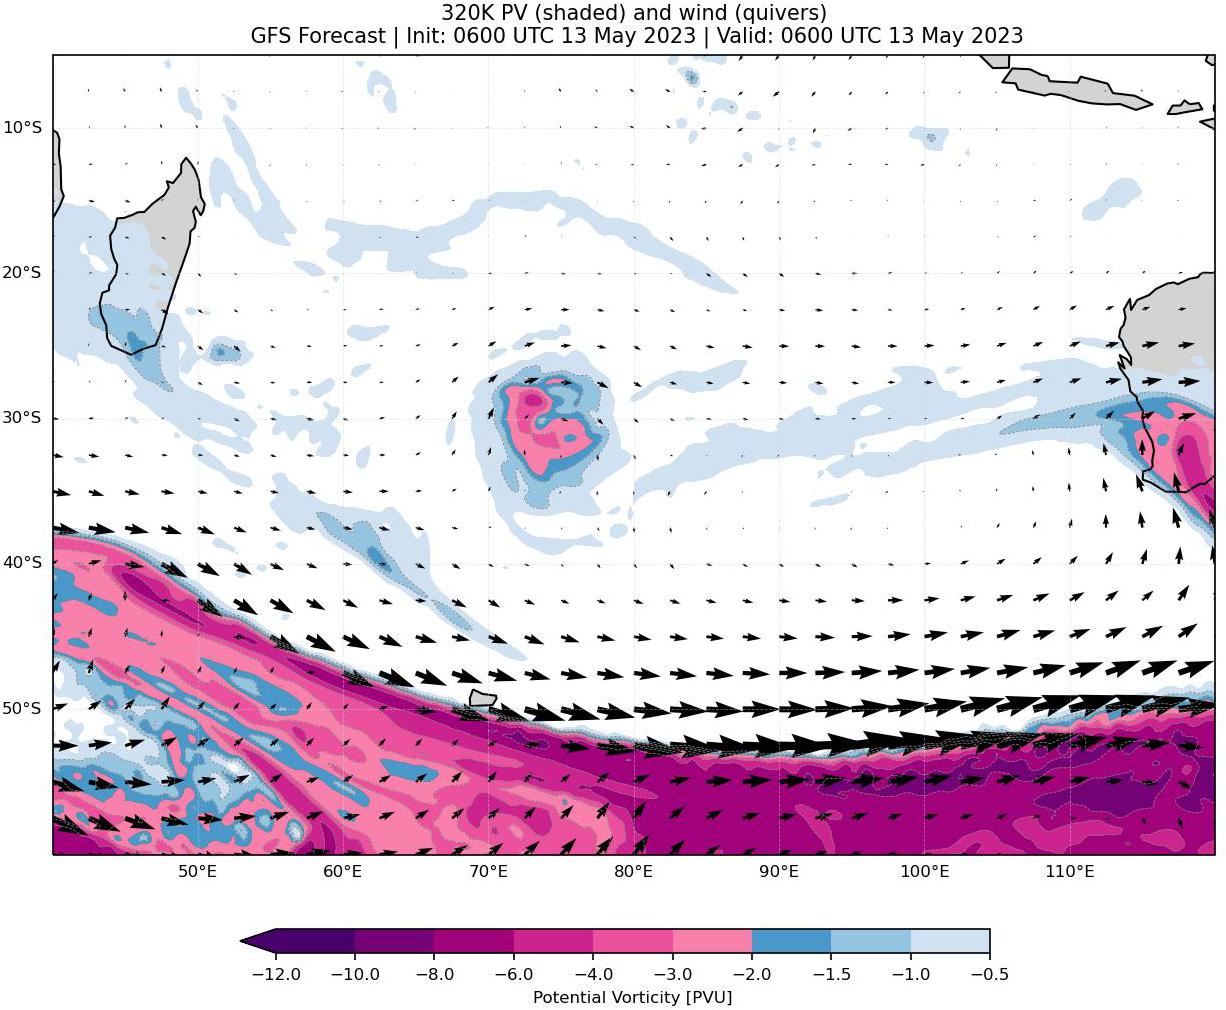 320K PV (shaded) and wind (quivers)
GFS Forecast | Init: 0600 UTC 13 May 2023 | Valid: 0600 UTC 13 May 2023
10°S
20°S
30°S
40°S
50°S
50°E 60°E 70°E 80°E 90°E 100°E 110°E
−12.0 −10.0 −8.0 −6.0 −4.0 −3.0 −2.0 −1.5 −1.0 −0.5
Potential Vorticity [PVU]